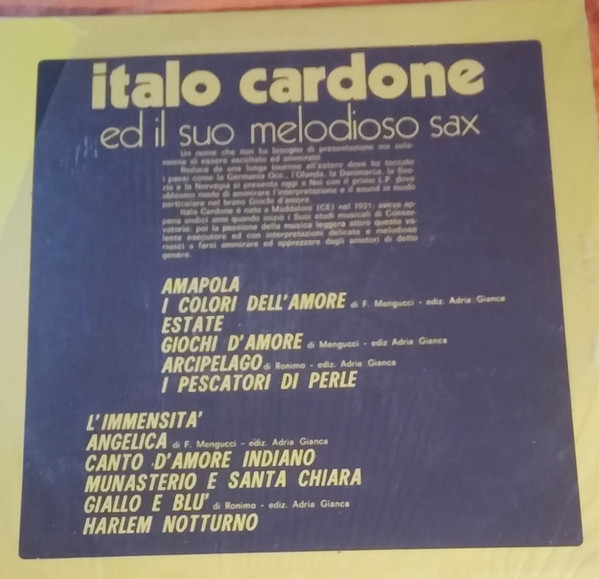 italo cardone
ed il suo melodioso sax
Un nome che non ha bisogno di presentazione ma sola-
mente di essere ascoltato ed ammirato.
Reduce da una lunga tournée all'estero dove ha toccato
i paesi come la Germania Occ., l'Olanda, la Danimarca, la Sve-
zia e la Norvegia si presenta oggi a Noi con il primo L.P. dove
abbiamo modo di ammirare l'interpretazione e il sound in modo
particolare nel brano Giochi d'amore
Italo Cardone è nato a Maddaloni (CE) nel 1931; aveva ap-
pena undici anni quando iniziò i Suoi studi musicali di Conser-
vatorio; poi la passione della musica leggera attirò questo va-
lente esecutore ed con interpretazioni delicate e melodiose
riuscì a farsi ammirare ed apprezzare dagli amatori di detto
genere.
AMAPOLA
I COLORI DELL'AMORE di F. Mengucci - ediz. Adria Gianca
ESTATE
GIOCHI D'AMORE di Mengucci - ediz Adria Gianca
ARCIPELAGO di Ronimo - ediz. Adria Gianca
I PESCATORI DI PERLE
L'IMMENSITA'
ANGELICA di F. Mengucci - ediz. Adria Gianca
CANTO D'AMORE INDIANO
MUNASTERIO E SANTA CHIARA
GIALLO E BLU' di Ronimo - ediz. Adria Gianca
HARLEM NOTTURNO